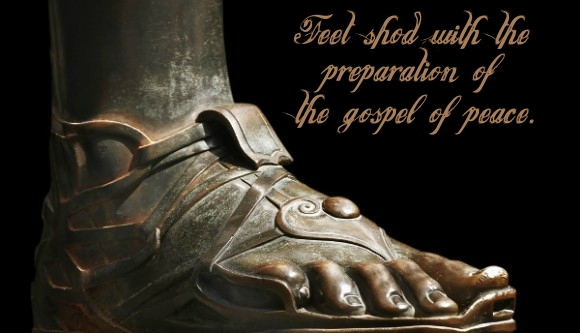 Feet shod with the
preparation of
the gospel of peace.